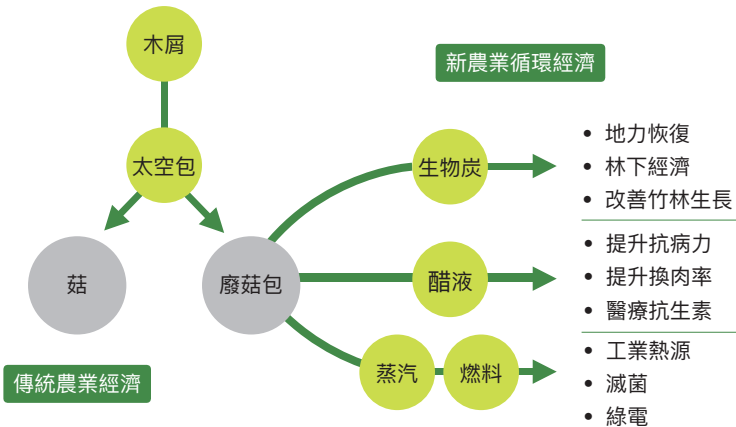 木屑
新農業循環經濟
太空包
生物炭
• 地力恢復
• 林下經濟
• 改善竹林生長
菇
廢菇包
醋液
• 提升抗病力
• 提升換肉率
• 醫療抗生素
傳統農業經濟
蒸汽
燃料
• 工業熱源
• 滅菌
• 綠電